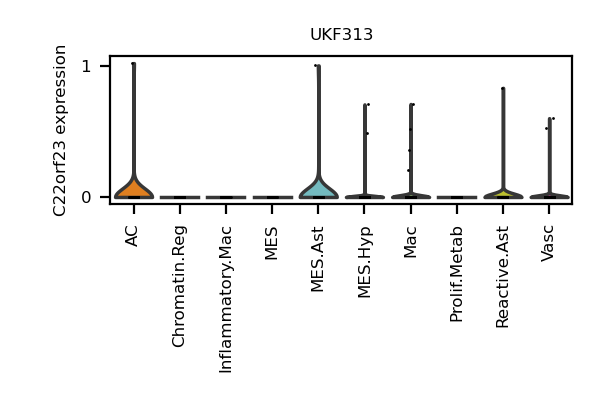 UKF313
C22orf23 expression
1
0
AC
Chromatin.Reg
Inflammatory.Mac
MES
MES.Ast
MES.Hyp
Mac
Prolif.Metab
Reactive.Ast
Vasc